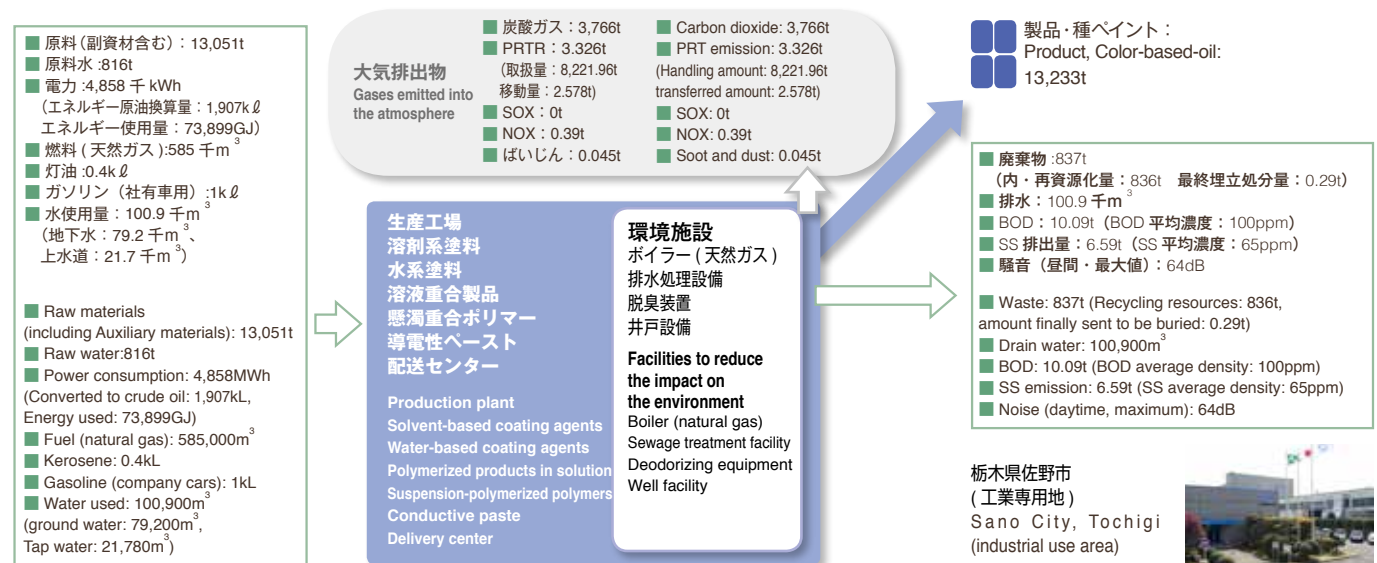 ■ 原料(副資材含む):13,051t
■ 原料水 :816t
■ 電力 :4,858 千 kWh
(エネルギー原油換算量:1,907kℓ
エネルギー使用量:73,899GJ)
■ 燃料 ( 天然ガス ):585 千m³
■ 灯油 :0.4kℓ
■ ガソリン(社有車用):1kℓ
■ 水使用量:100.9 千m³
(地下水:79.2 千m³、
上水道:21.7 千m³)
■ Raw materials
(including Auxiliary materials): 13,051t
■ Raw water:816t
■ Power consumption: 4,858MWh
(Converted to crude oil: 1,907kL,
Energy used: 73,899GJ)
■ Fuel (natural gas): 585,000m³
■ Kerosene: 0.4kL
■ Gasoline (company cars): 1kL
■ Water used: 100,900m³
(ground water: 79,200m³,
Tap water: 21,780m³)
大気排出物
Gases emitted into
the atmosphere
■ 炭酸ガス:3,766t
■ PRTR:3.326t
(取扱量:8,221.96t
移動量:2.578t)
■ SOX:0t
■ NOX:0.39t
■ ばいじん:0.045t
■ Carbon dioxide: 3,766t
■ PRT emission: 3.326t
(Handling amount: 8,221.96t
transferred amount: 2.578t)
■ SOX: 0t
■ NOX: 0.39t
■ Soot and dust: 0.045t
生産工場
溶剤系塗料
水系塗料
溶液重合製品
懸濁重合ポリマー
導電性ペースト
配送センター
Production plant
Solvent-based coating agents
Water-based coating agents
Polymerized products in solution
Suspension-polymerized polymers
Conductive paste
Delivery center
環境施設
ボイラー ( 天然ガス )
排水処理設備
脱臭装置
井戸設備
Facilities to reduce
the impact on
the environment
Boiler (natural gas)
Sewage treatment facility
Deodorizing equipment
Well facility
製品・種ペイント:
Product, Color-based-oil:
13,233t
■ 廃棄物 :837t
(内・再資源化量:836t 最終埋立処分量:0.29t)
■ 排水:100.9 千m³
■ BOD:10.09t(BOD 平均濃度:100ppm)
■ SS 排出量:6.59t(SS 平均濃度:65ppm)
■ 騒音(昼間・最大値):64dB
■ Waste: 837t (Recycling resources: 836t,
amount finally sent to be buried: 0.29t)
■ Drain water: 100,900m³
■ BOD: 10.09t (BOD average density: 100ppm)
■ SS emission: 6.59t (SS average density: 65ppm)
■ Noise (daytime, maximum): 64dB
栃木県佐野市
( 工業専用地 )
Sano City, Tochigi
(industrial use area)